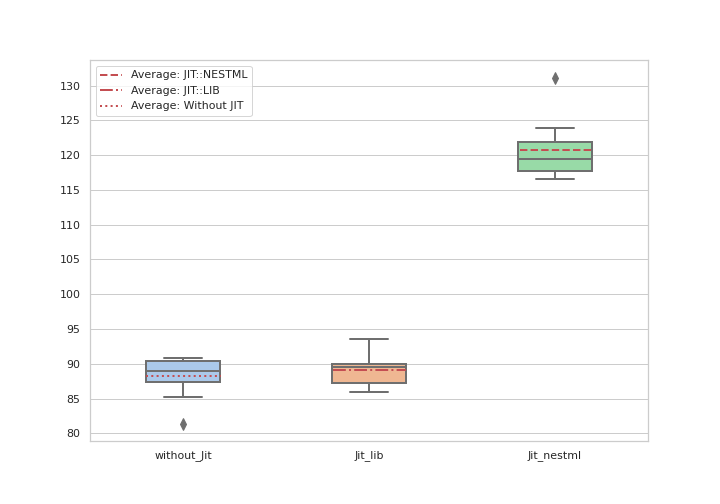 130
125
120
115
110
105
100
95
90
85
80
Average: JIT::NESTML
Average: JIT::LIB
Average: Without JIT
without_Jit
Jit_lib
Jit_nestml